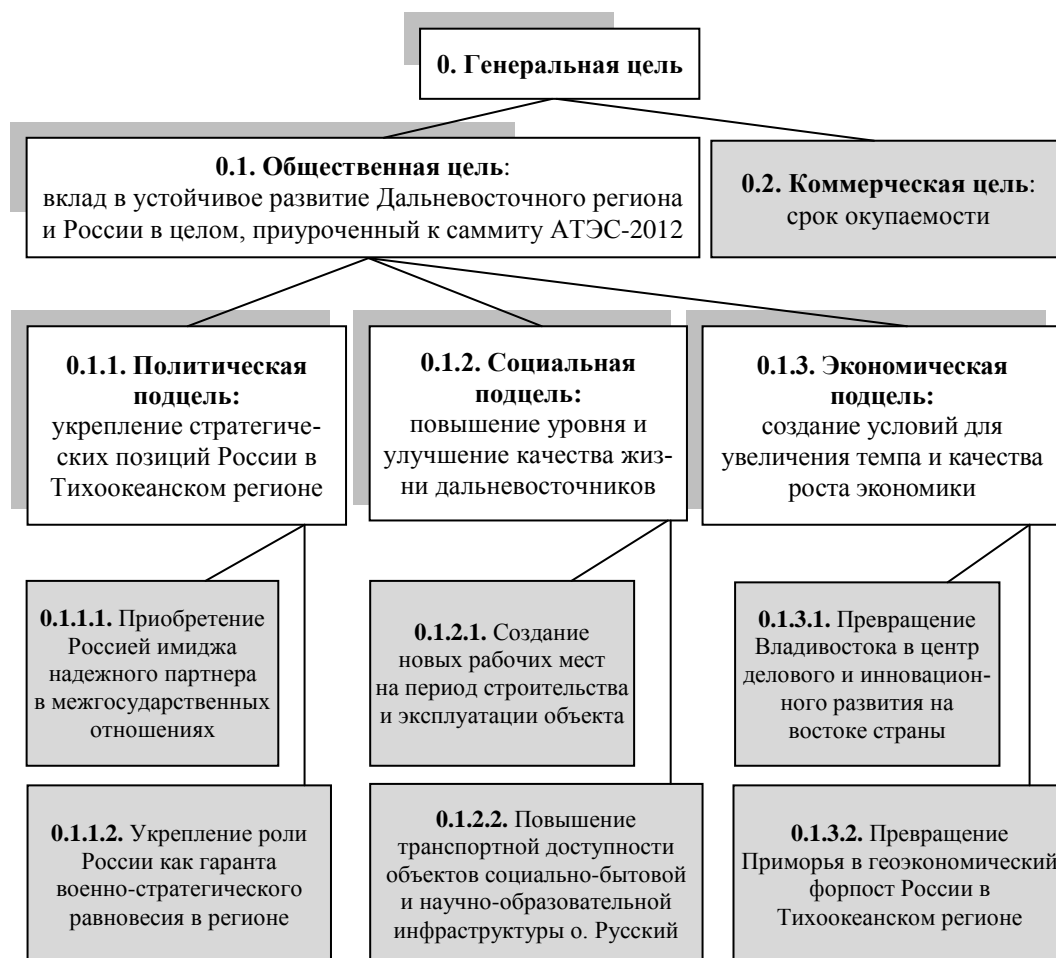 0. Генеральная цель
0.1. Общественная цель:
вклад в устойчивое развитие Дальневосточного региона
и России в целом, приуроченный к саммиту АТЭС-2012
0.2. Коммерческая цель:
срок окупаемости
0.1.1. Политическая
подцель:
укрепление стратегиче-
ских позиций России в
Тихоокеанском регионе
0.1.2. Социальная
подцель:
повышение уровня и
улучшение качества жиз-
ни дальневосточников
0.1.3. Экономическая
подцель:
создание условий для
увеличения темпа и качества
роста экономики
0.1.1.1. Приобретение
Россией имиджа
надежного партнера
в межгосударственных
отношениях
0.1.2.1. Создание
новых рабочих мест
на период строительства
и эксплуатации объекта
0.1.3.1. Превращение
Владивостока в центр
делового и инновацион-
ного развития на
востоке страны
0.1.1.2. Укрепление роли
России как гаранта
военно-стратегического
равновесия в регионе
0.1.2.2. Повышение
транспортной доступности
объектов социально-бытовой
и научно-образовательной
инфраструктуры о. Русский
0.1.3.2. Превращение
Приморья в геоэкономический
форпост России в
Тихоокеанском регионе